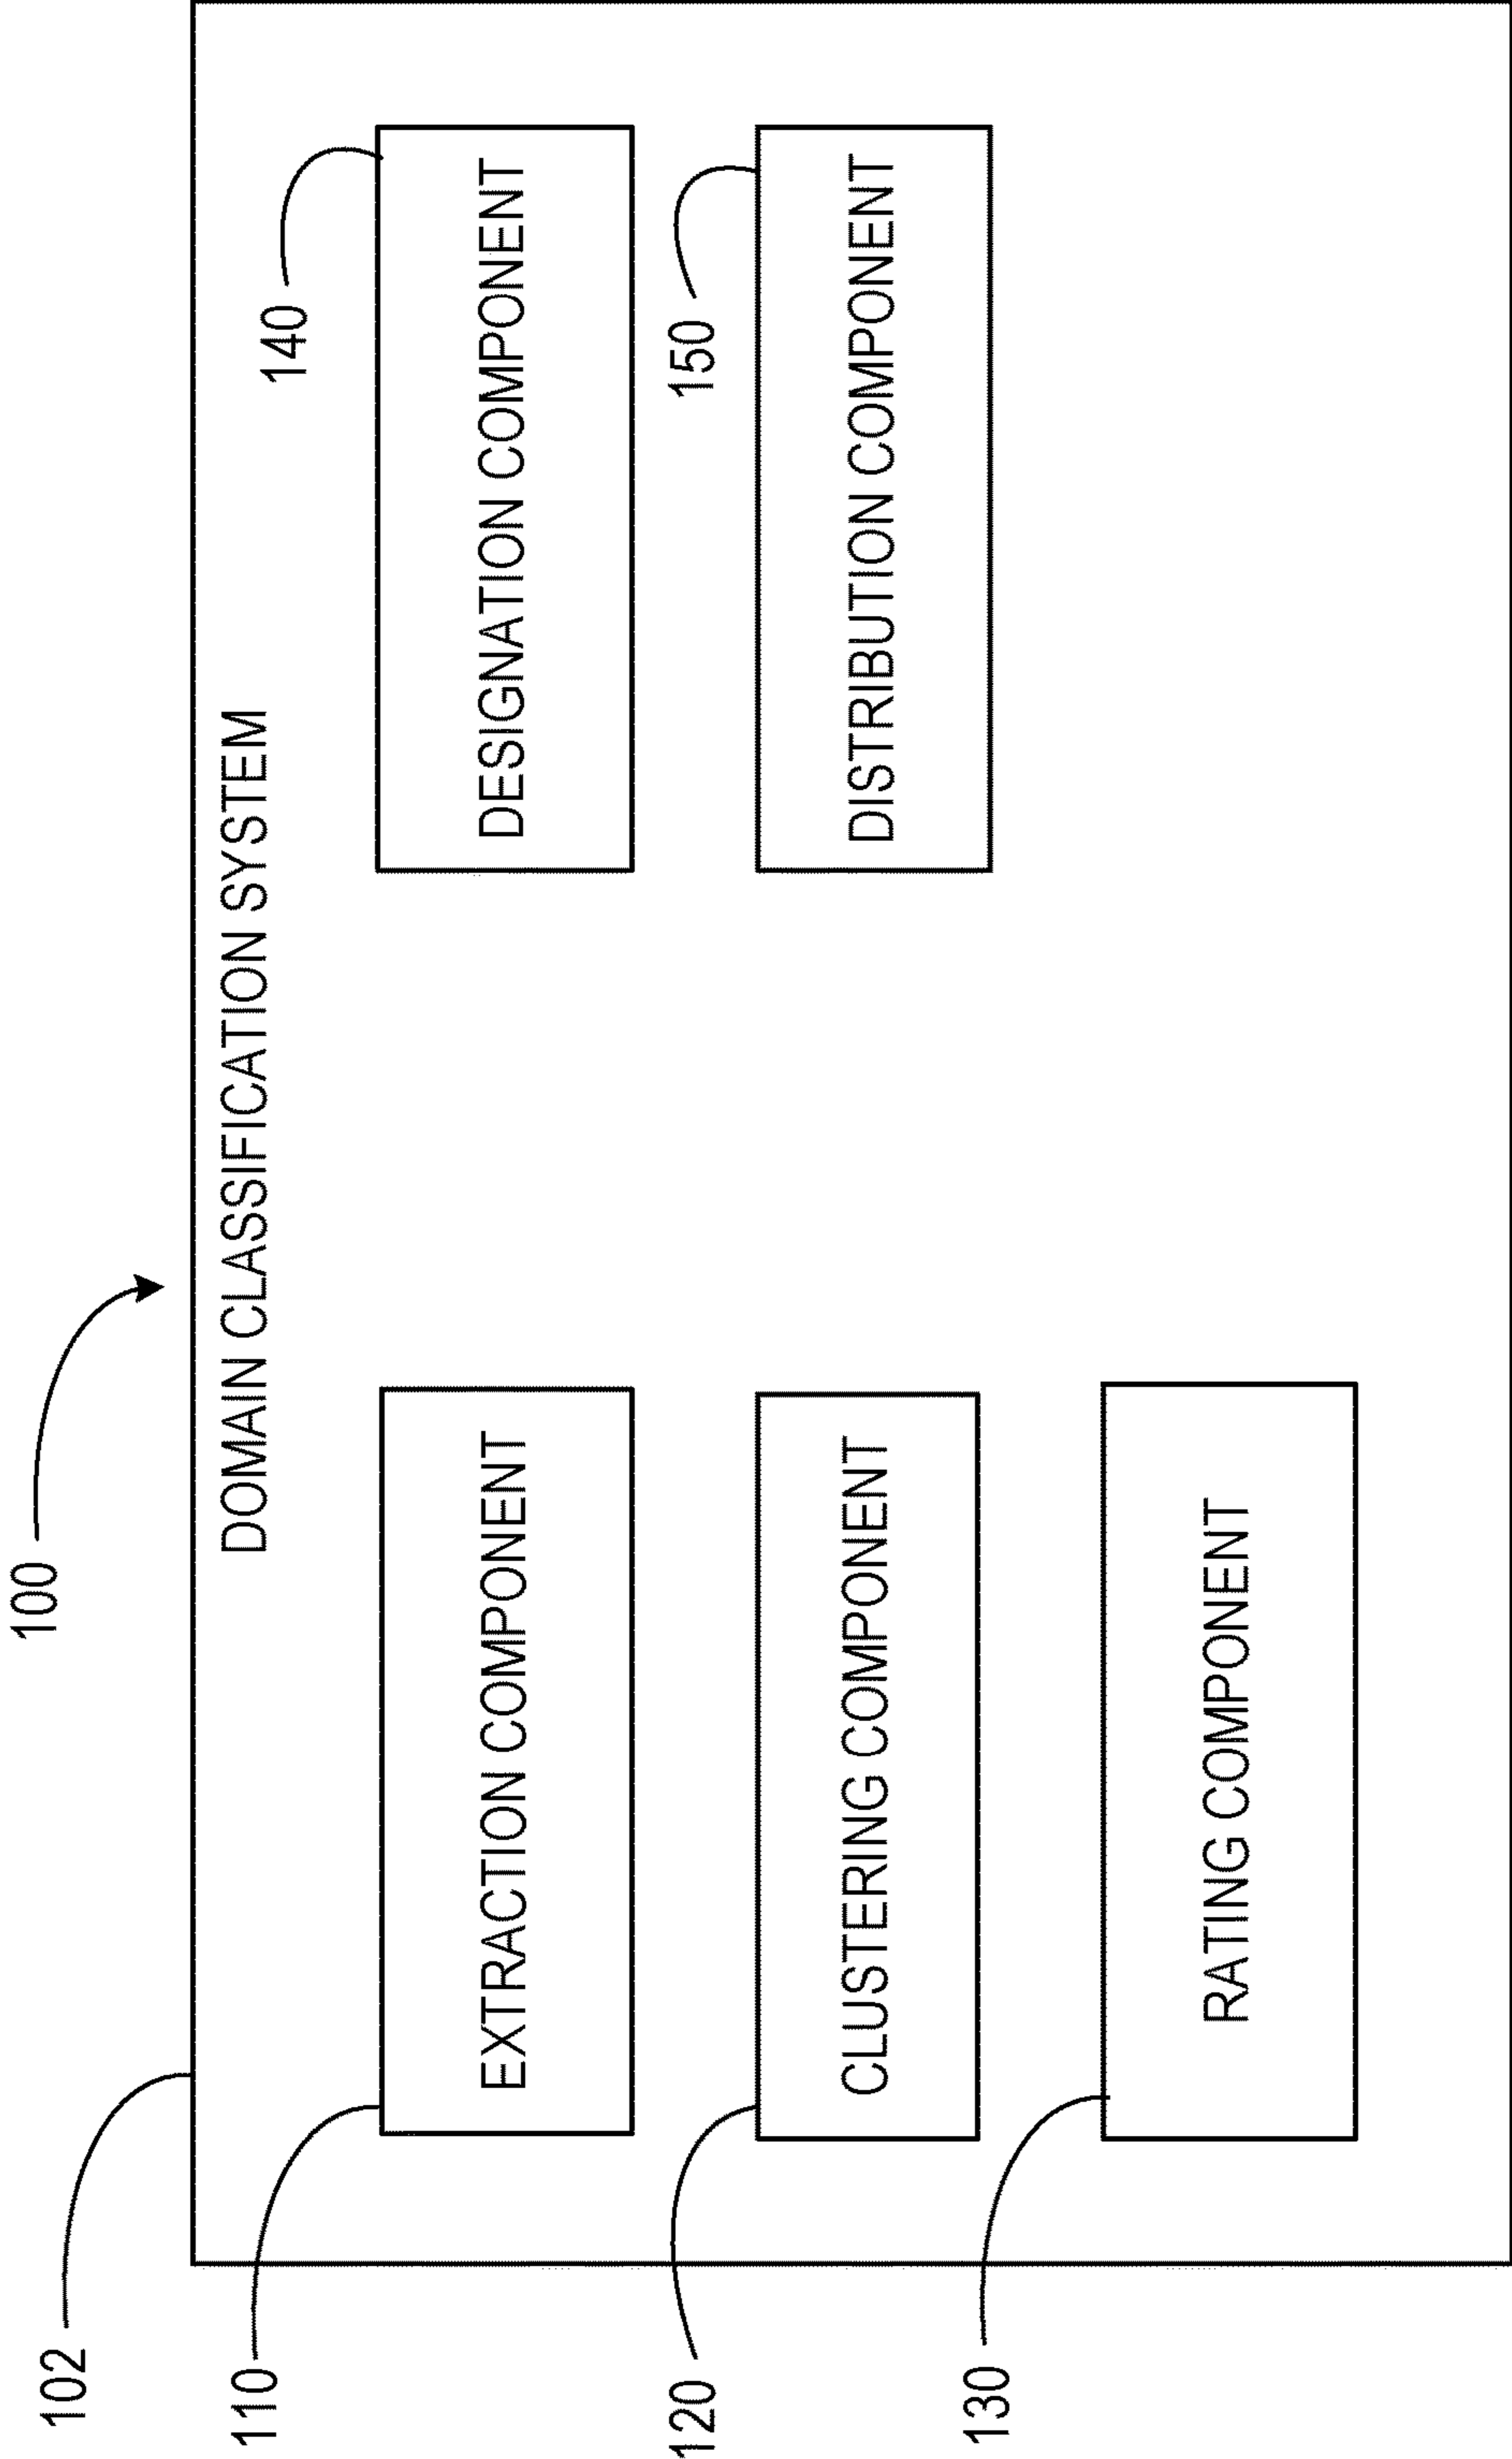 100
102
DOMAIN CLASSIFICATION SYSTEM
110
EXTRACTION COMPONENT
140
DESIGNATION COMPONENT
120
CLUSTERING COMPONENT
150
DISTRIBUTION COMPONENT
130
RATING COMPONENT